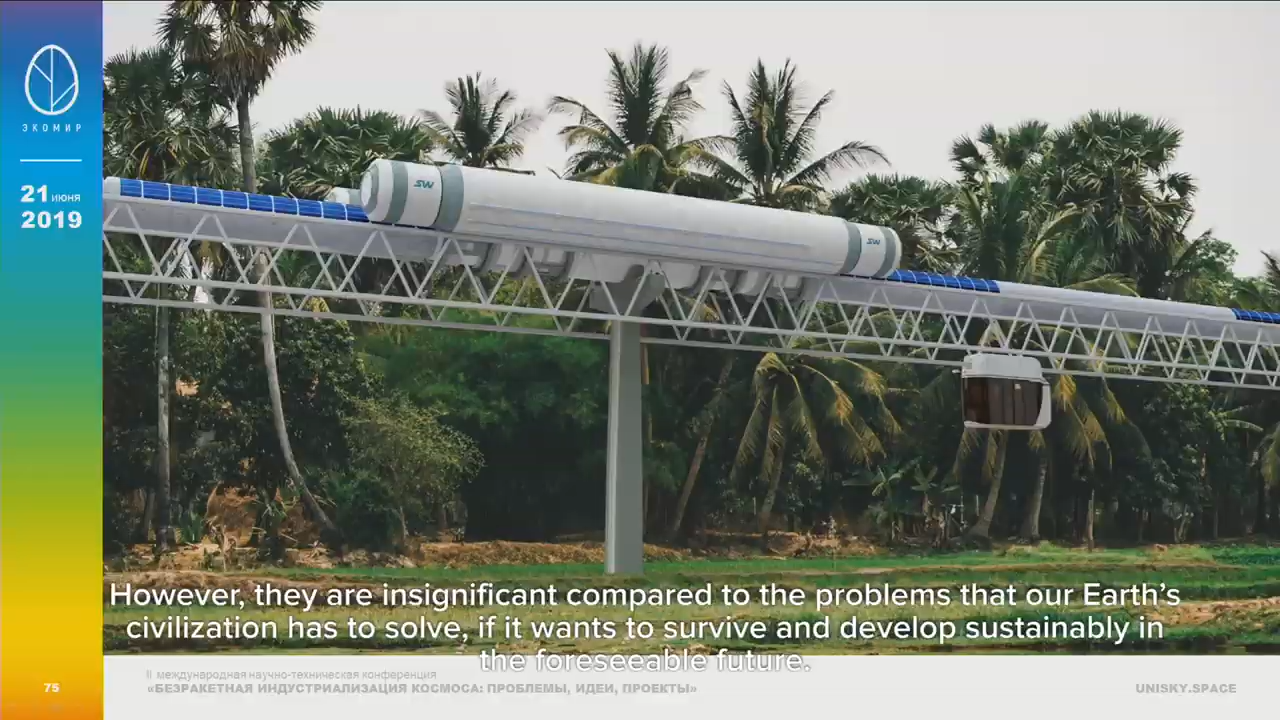 ЭКОМИР
21 июня
2019
SW
SW
However, they are insignificant compared to the problems that our Earth's
civilization has to solve, if it wants to survive and develop sustainably in
the foreseeable future.
II международная научно-техническая конференция
«БЕЗРАКЕТНАЯ ИНДУСТРИАЛИЗАЦИЯ КОСМОСА: ПРОБЛЕМЫ, ИДЕИ, ПРОЕКТЫ»
75
UNISKY.SPACE